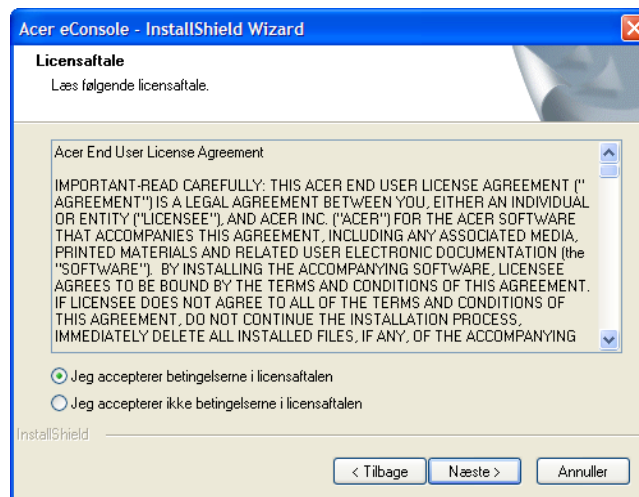 Acer eConsole - InstallShield Wizard
Licensaftale
Læs følgende licensaftale.
Acer End User License Agreement
IMPORTANT-READ CAREFULLY: THIS ACER END USER LICENSE AGREEMENT ("
AGREEMENT") IS A LEGAL AGREEMENT BETWEEN YOU, EITHER AN INDIVIDUAL
OR ENTITY ("LICENSEE"), AND ACER INC. ("ACER") FOR THE ACER SOFTWARE
THAT ACCOMPANIES THIS AGREEMENT, INCLUDING ANY ASSOCIATED MEDIA,
PRINTED MATERIALS AND RELATED USER ELECTRONIC DOCUMENTATION (the
"SOFTWARE"). BY INSTALLING THE ACCOMPANYING SOFTWARE, LICENSEE
AGREES TO BE BOUND BY THE TERMS AND CONDITIONS OF THIS AGREEMENT.
IF LICENSEE DOES NOT AGREE TO ALL OF THE TERMS AND CONDITIONS OF
THIS AGREEMENT, DO NOT CONTINUE THE INSTALLATION PROCESS,
IMMEDIATELY DELETE ALL INSTALLED FILES, IF ANY, OF THE ACCOMPANYING
Jeg accepterer betingelserne i licensaftalen
Jeg accepterer ikke betingelserne i licensaftalen
InstallShield
< Tilbage Næste > Annuller